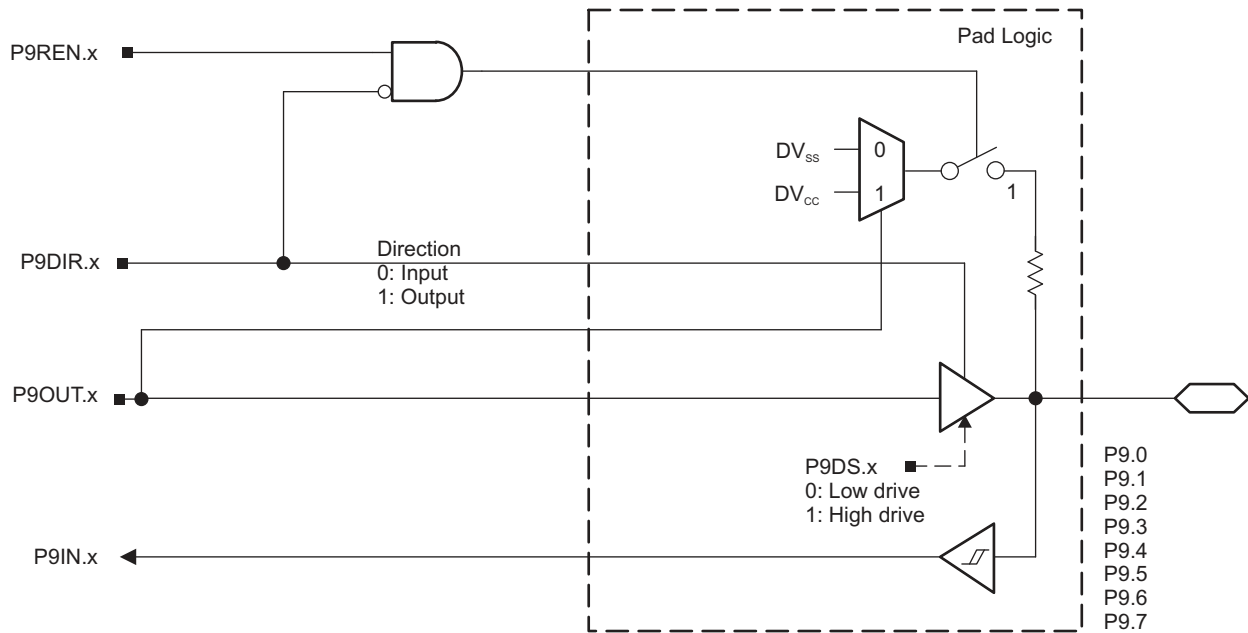 Pad Logic
P9REN.x
DVSS
0
DVCC
1
1
P9DIR.x
Direction
0: Input
1: Output
P9OUT.x
P9DS.x
0: Low drive
1: High drive
P9IN.x
P9.0
P9.1
P9.2
P9.3
P9.4
P9.5
P9.6
P9.7